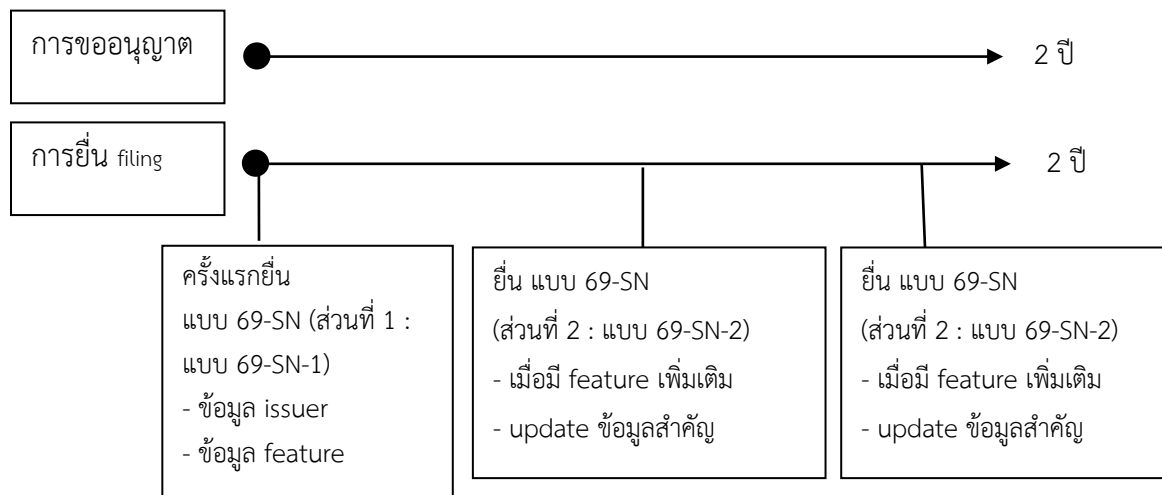 การขออนุญาต
2 ปี
การยื่น filing
2 ปี
ครั้งแรกยื่น
แบบ 69-SN (ส่วนที่ 1 :
แบบ 69-SN-1)
- ข้อมูล issuer
- ข้อมูล feature
ยื่น แบบ 69-SN
(ส่วนที่ 2 : แบบ 69-SN-2)
- เมื่อมี feature เพิ่มเติม
- update ข้อมูลสำคัญ
ยื่น แบบ 69-SN
(ส่วนที่ 2 : แบบ 69-SN-2)
- เมื่อมี feature เพิ่มเติม
- update ข้อมูลสำคัญ